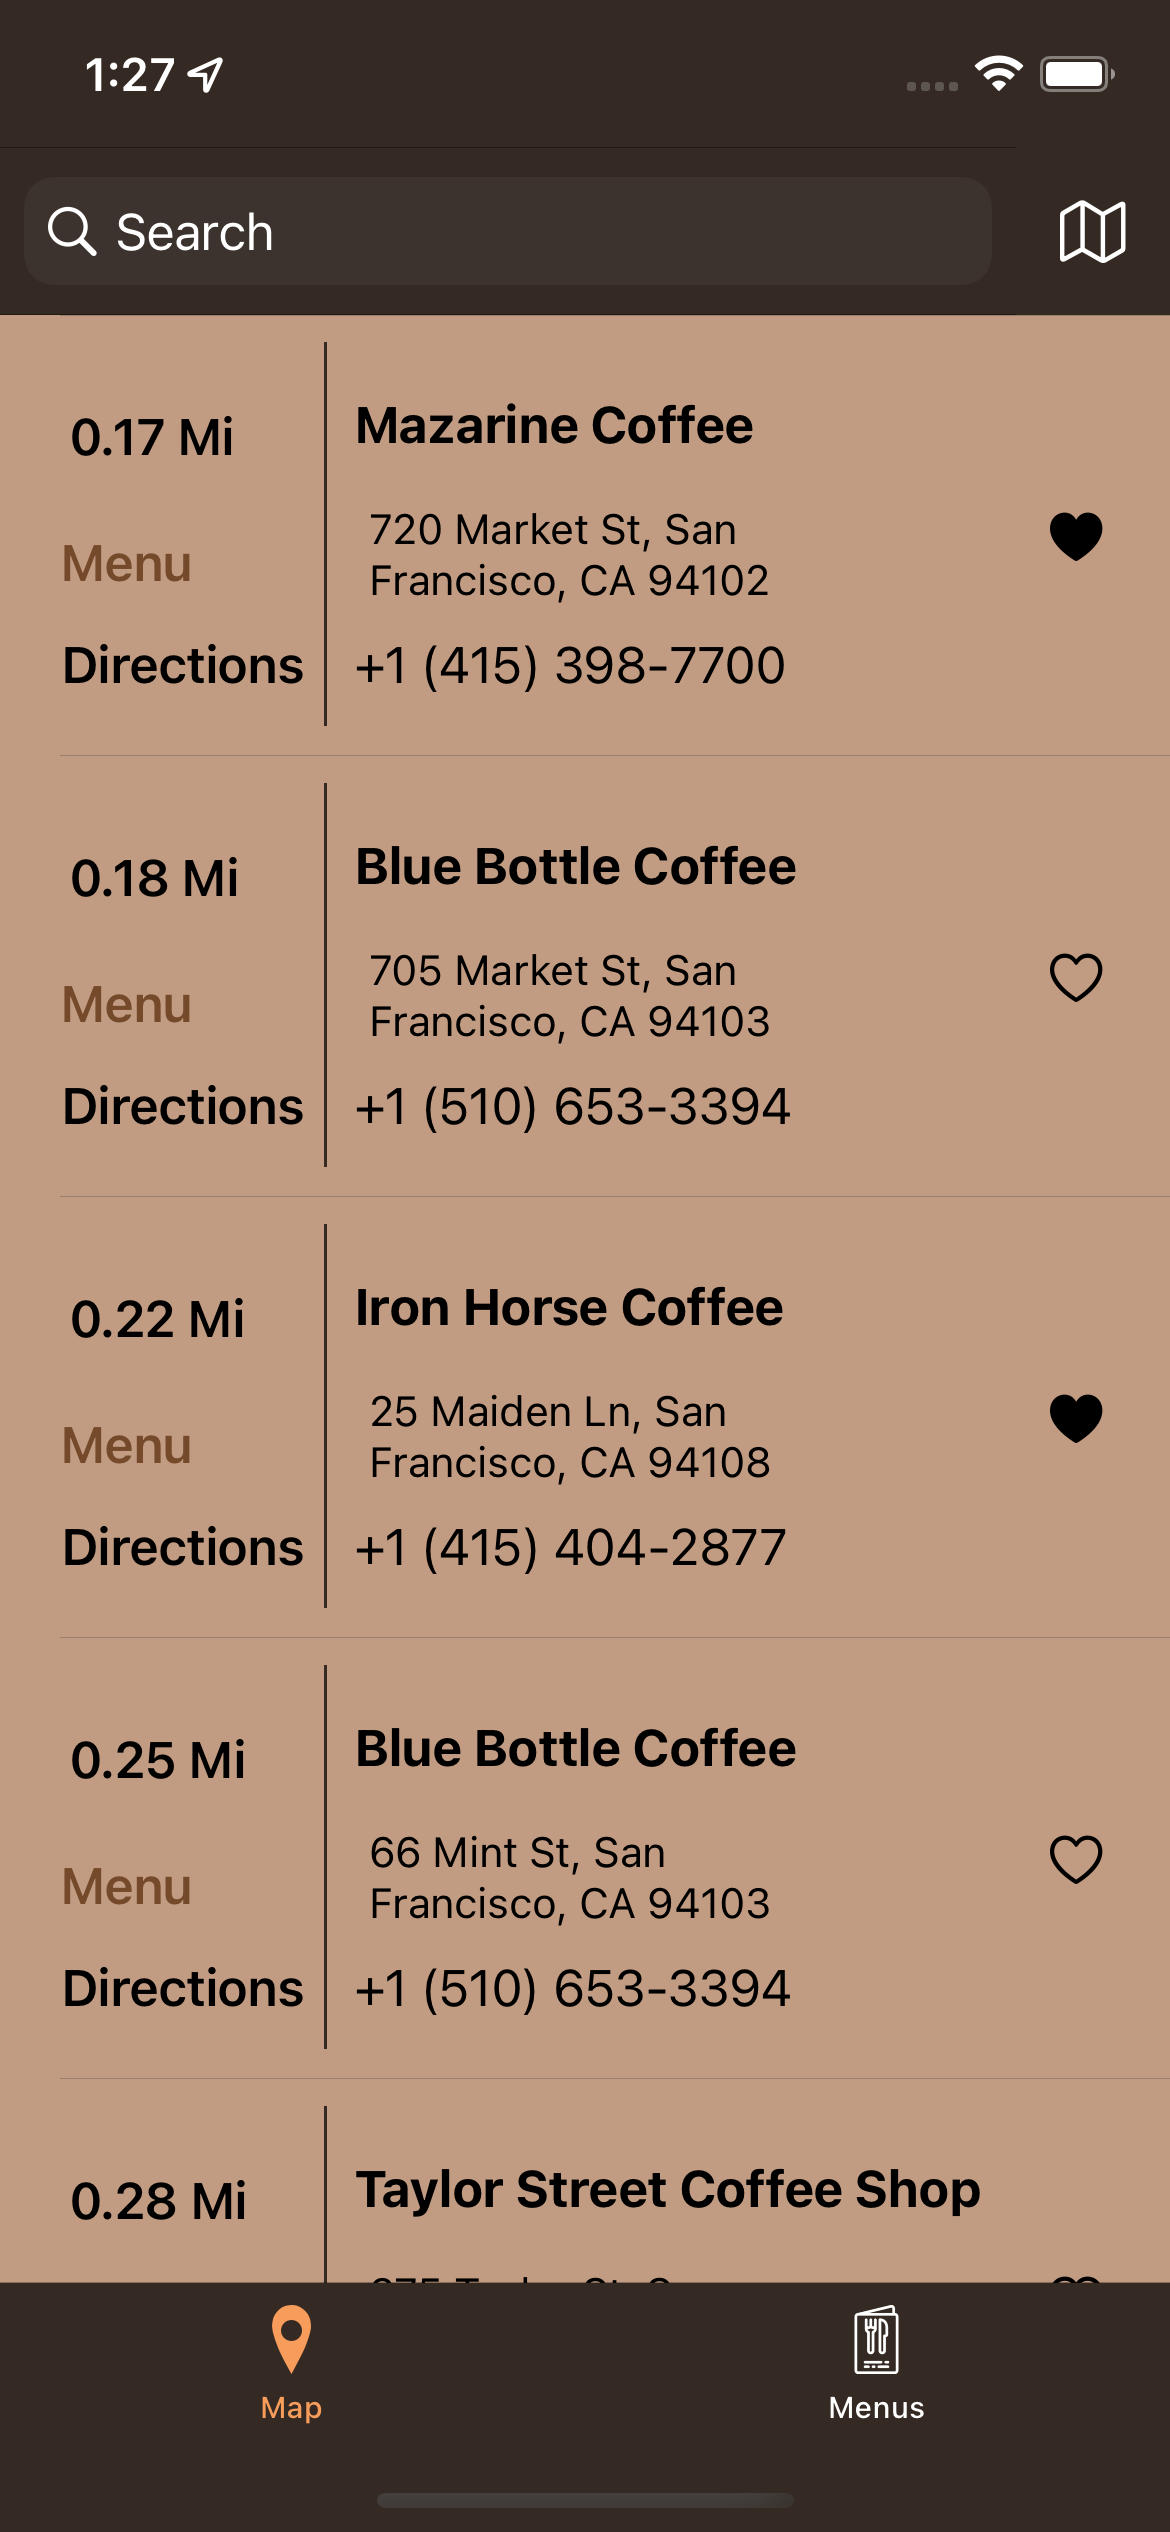 1:27
Search
0.17 Mi
Mazarine Coffee
720 Market St, San
Francisco, CA 94102
Menu
Directions
+1 (415) 398-7700
0.18 Mi
Blue Bottle Coffee
705 Market St, San
Francisco, CA 94103
Menu
Directions
+1 (510) 653-3394
0.22 Mi
Iron Horse Coffee
25 Maiden Ln, San
Francisco, CA 94108
Menu
Directions
+1 (415) 404-2877
0.25 Mi
Blue Bottle Coffee
66 Mint St, San
Francisco, CA 94103
Menu
Directions
+1 (510) 653-3394
0.28 Mi
Taylor Street Coffee Shop
Map
Menus